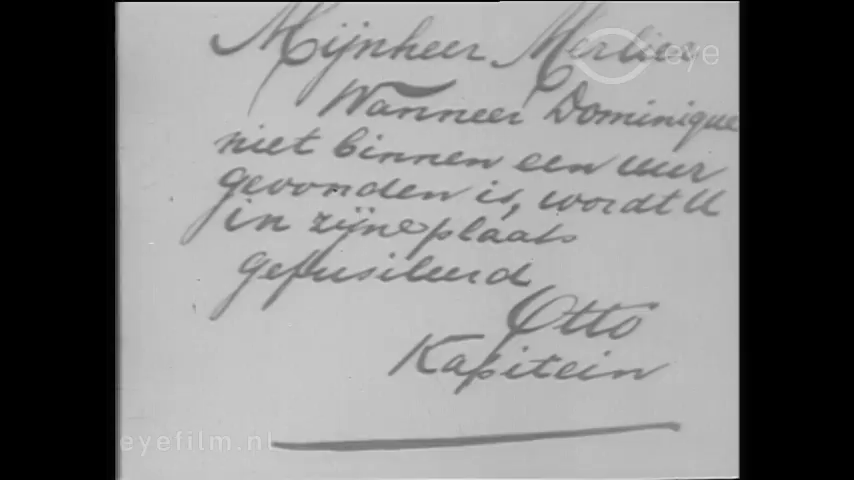 Mijnheer Merlier
eye
Wanneer Dominique
niet binnen een uur
gevonden is, wordt U
in zijne plaats
gefusileerd
Otto
Kapitein
eyefilm.nl